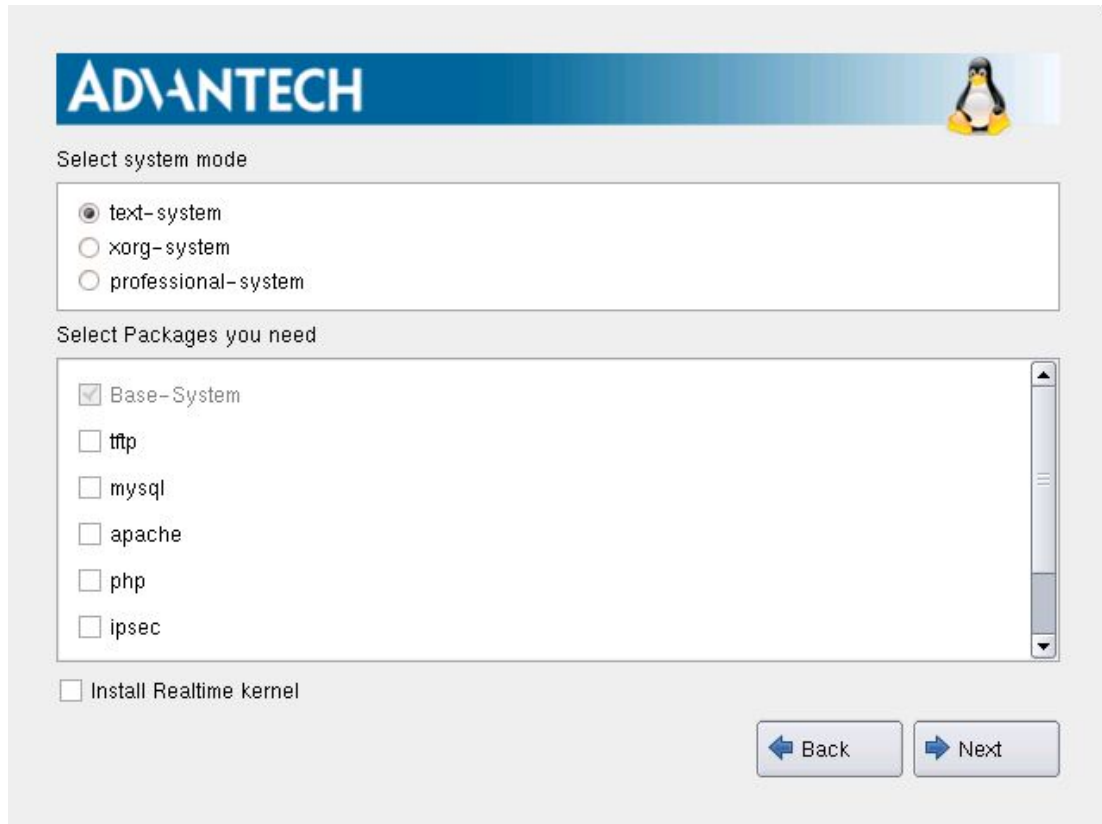 ADVANTECH
Select system mode
text-system
xorg-system
professional-system
Select Packages you need
Base-System
tftp
mysql
apache
php
ipsec
Install Realtime kernel
Back
Next